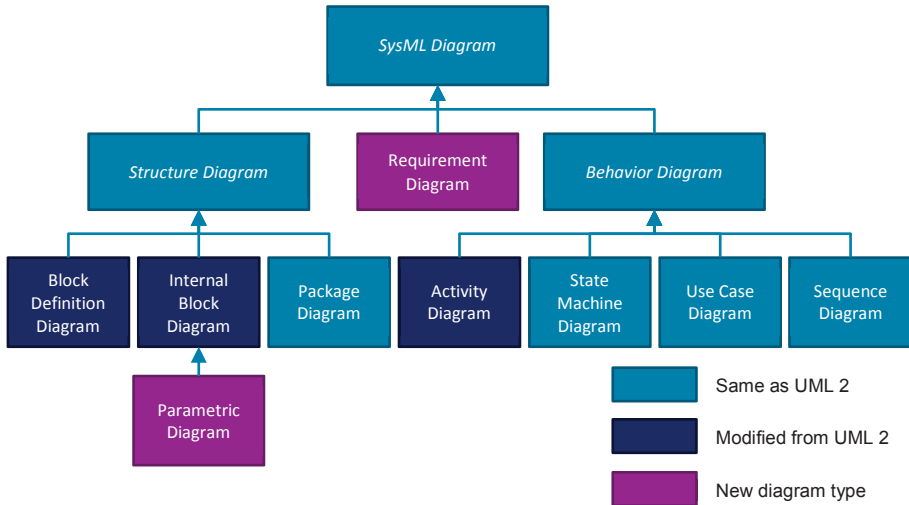 SysML Diagram
Structure Diagram
Requirement
Diagram
Behavior Diagram
Block
Definition
Diagram
Internal
Block
Diagram
Package
Diagram
Activity
Diagram
State
Machine
Diagram
Use Case
Diagram
Sequence
Diagram
Parametric
Diagram
Same as UML 2
Modified from UML 2
New diagram type